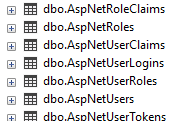 dbo.AspNetRoleClaims
dbo.AspNetRoles
dbo.AspNetUserClaims
dbo.AspNetUserLogins
dbo.AspNetUserRoles
dbo.AspNetUsers
dbo.AspNetUserTokens